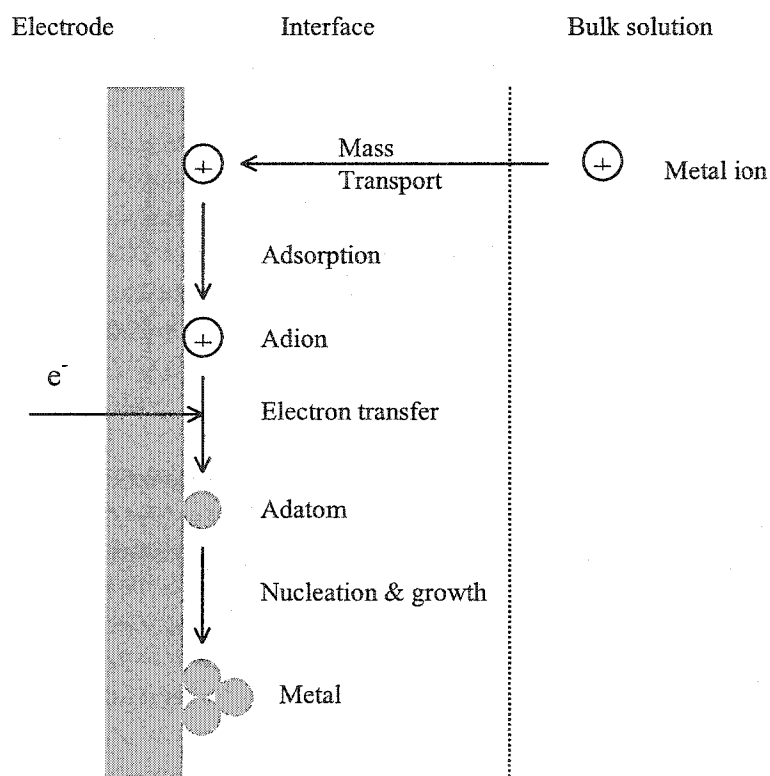 Electrode Interface Bulk solution
+ Mass Transport + Metal ion
Adsorption
+ Adion
e-
Electron transfer
Adatom
Nucleation & growth
Metal